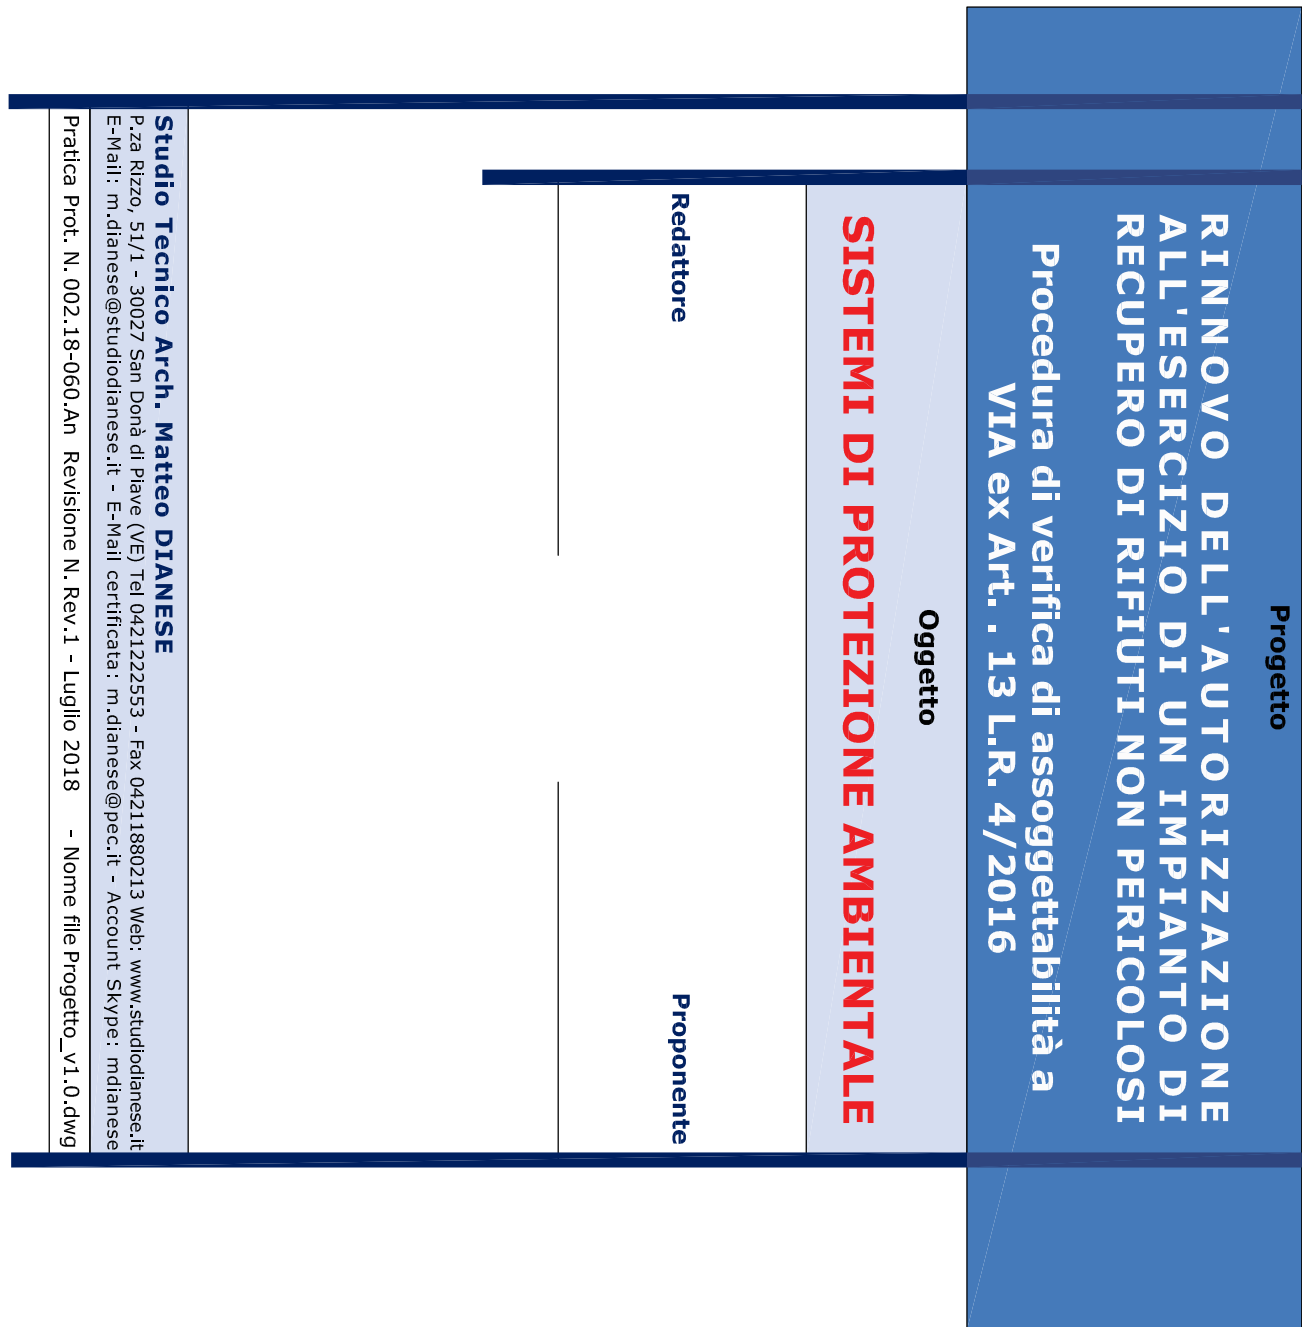 Progetto
RINNOVO DELL'AUTORIZZAZIONE
ALL'ESERCIZIO DI UN IMPIANTO DI
RECUPERO DI RIFIUTI NON PERICOLOSI
Procedura di verifica di assoggettabilità a
VIA ex Art. . 13 L.R. 4/2016
Oggetto
SISTEMI DI PROTEZIONE AMBIENTALE
Redattore
Proponente
Studio Tecnico Arch. Matteo DIANESE
P.za Rizzo, 51/1 - 30027 San Donà di Piave (VE) Tel 04211222553 - Fax 04211880213 Web: www.studiodianese.it
E-Mail: m.dianese@studiodianese.it - E-Mail certificata: m.dianese@pec.it - Account Skype: mdianese
Pratica Prot. N. 002.18-060.An Revisione N. Rev.1 - Luglio 2018 - Nome file Progetto_v1.0.dwg